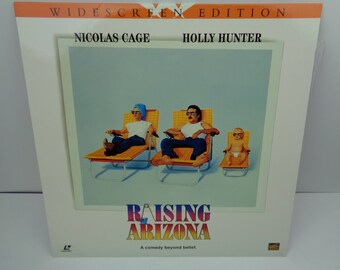 WIDESCREEN EDITION
NICOLAS CAGE HOLLY HUNTER
RAISING
ARIZONA
A comedy beyond belief.